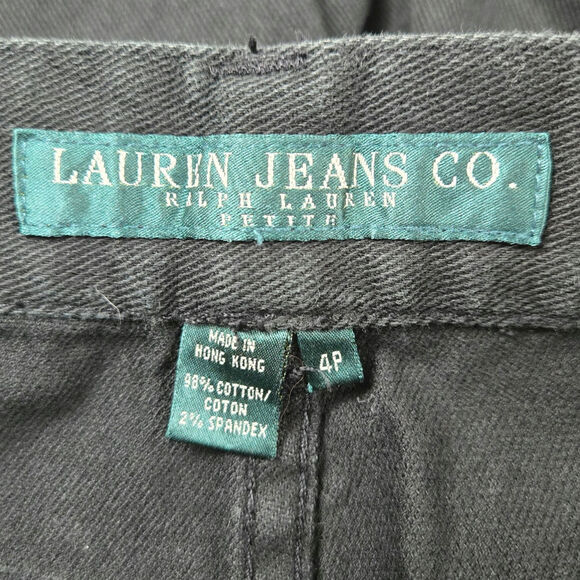 LAUREN JEANS CO.
RALPH LAUREN
PETITE
MADE IN
HONG KONG
98% COTTON/
COTON
2% SPANDEX
4P